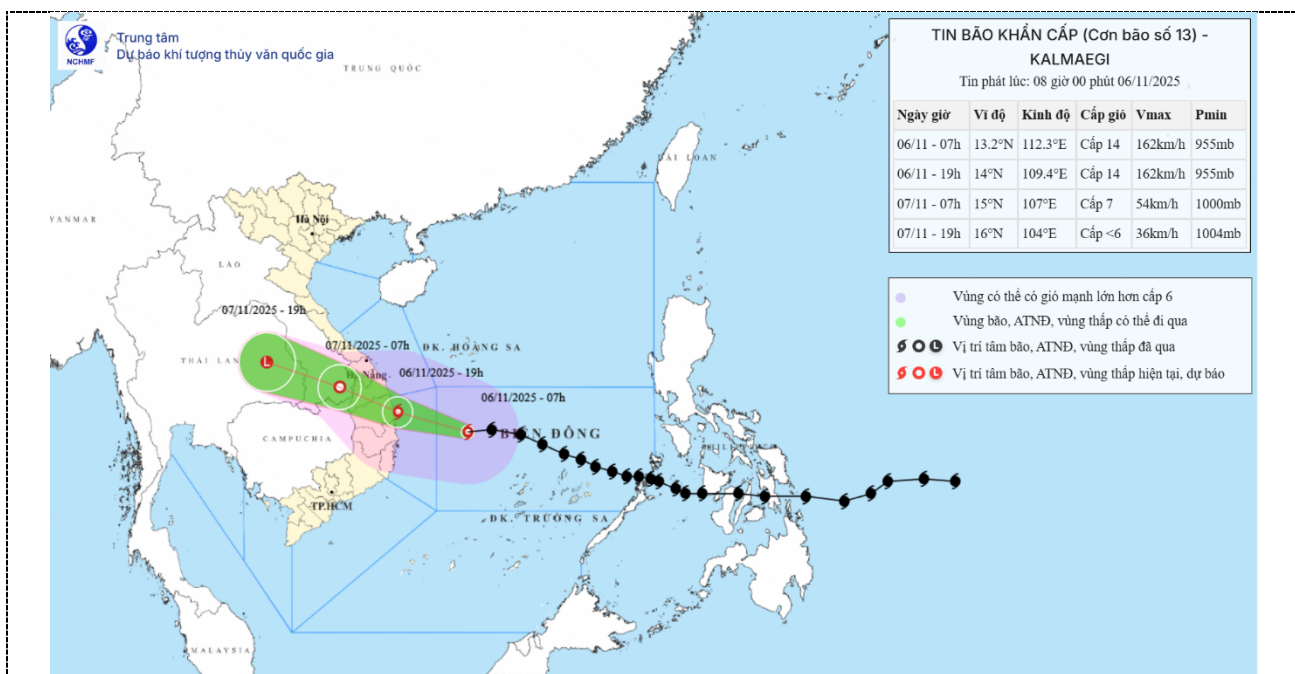 Trung tâm
Dự báo khí tượng thủy văn quốc gia
NCHMF
TIN BÃO KHẨN CẤP (Cơn bão số 13) -
KALMAEGI
Tin phát lúc: 08 giờ 00 phút 06/11/2025
Ngày giờ Vĩ độ Kinh độ Cấp gió Vmax Pmin
06/11 - 07h 13.2°N 112.3°E Cấp 14 162km/h 955mb
06/11 - 19h 14°N 109.4°E Cấp 14 162km/h 955mb
07/11 - 07h 15°N 107°E Cấp 7 54km/h 1000mb
07/11 - 19h 16°N 104°E Cấp <6 36km/h 1004mb
Vùng có thể có gió mạnh lớn hơn cấp 6
Vùng bão, ATNĐ, vùng thấp có thể đi qua
Vị trí tâm bão, ATNĐ, vùng thấp đã qua
Vị trí tâm bão, ATNĐ, vùng thấp hiện tại, dự báo
TRUNG QUỐC
ĐÀI LOAN
YANMAR
Hà Nội
LÀO
07/11/2025 - 19h
07/11/2025 - 07h
ĐK. HOÀNG SA
THÁI LAN
Nẵng
06/11/2025 - 19h
06/11/2025 - 07h
BIỂN ĐÔNG
CAMPUCHIA
TP.HCM
ĐK. TRƯỜNG SA
MALAYSIA